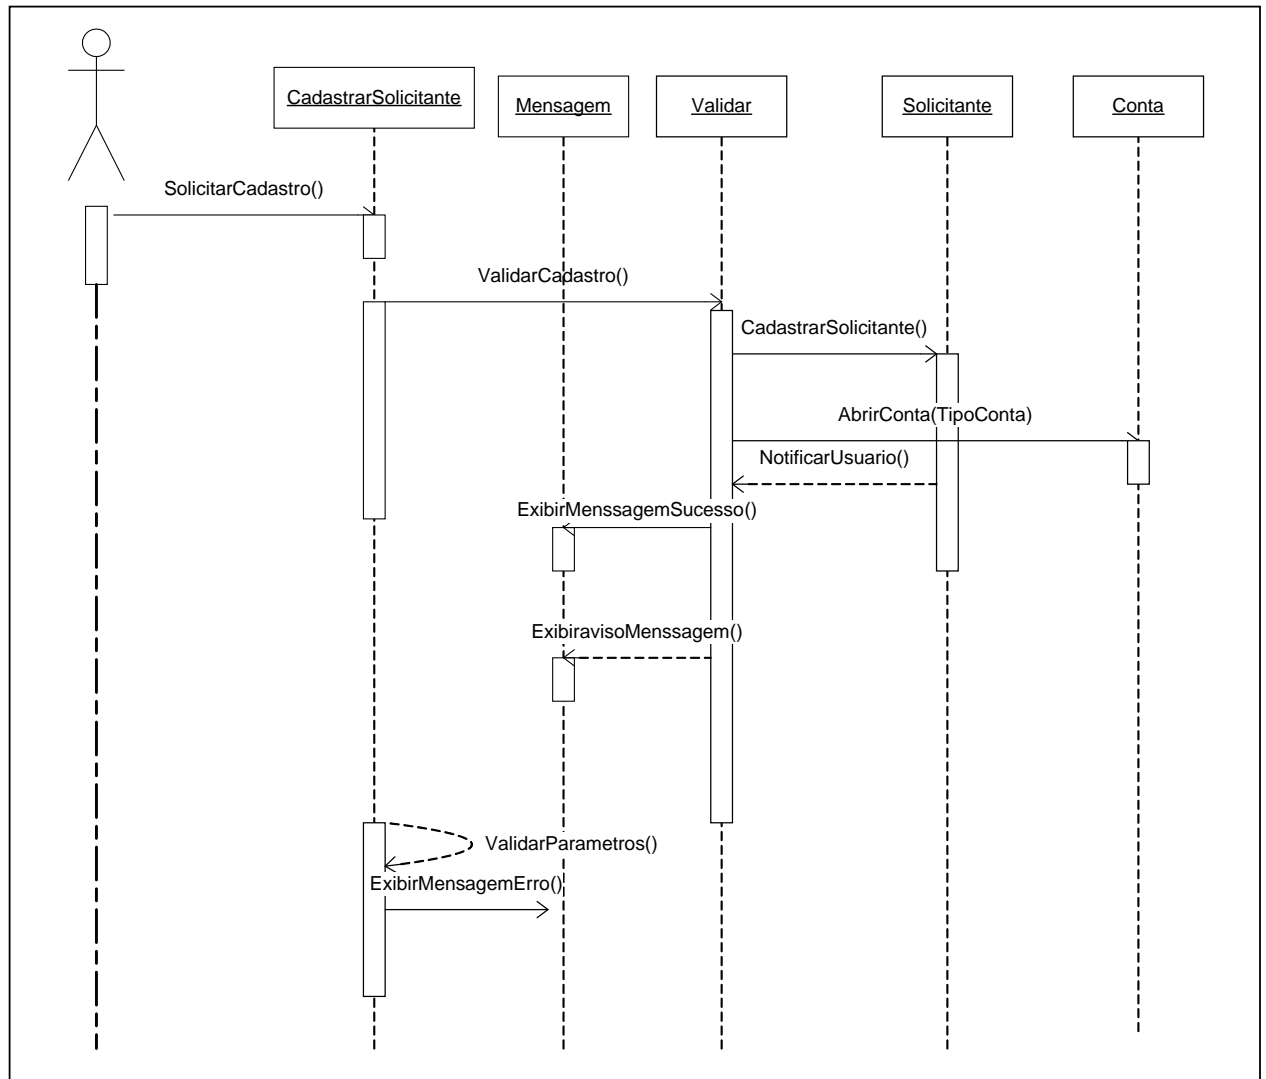 CadastrarSolicitante
Mensagem
Validar
Solicitante
Conta
SolicitarCadastro()
ValidarCadastro()
CadastrarSolicitante()
AbrirConta(TipoConta)
NotificarUsuario()
ExibirMenssagemSucesso()
ExibiravisoMenssagem()
ValidarParametros()
ExibirMensagemErro()